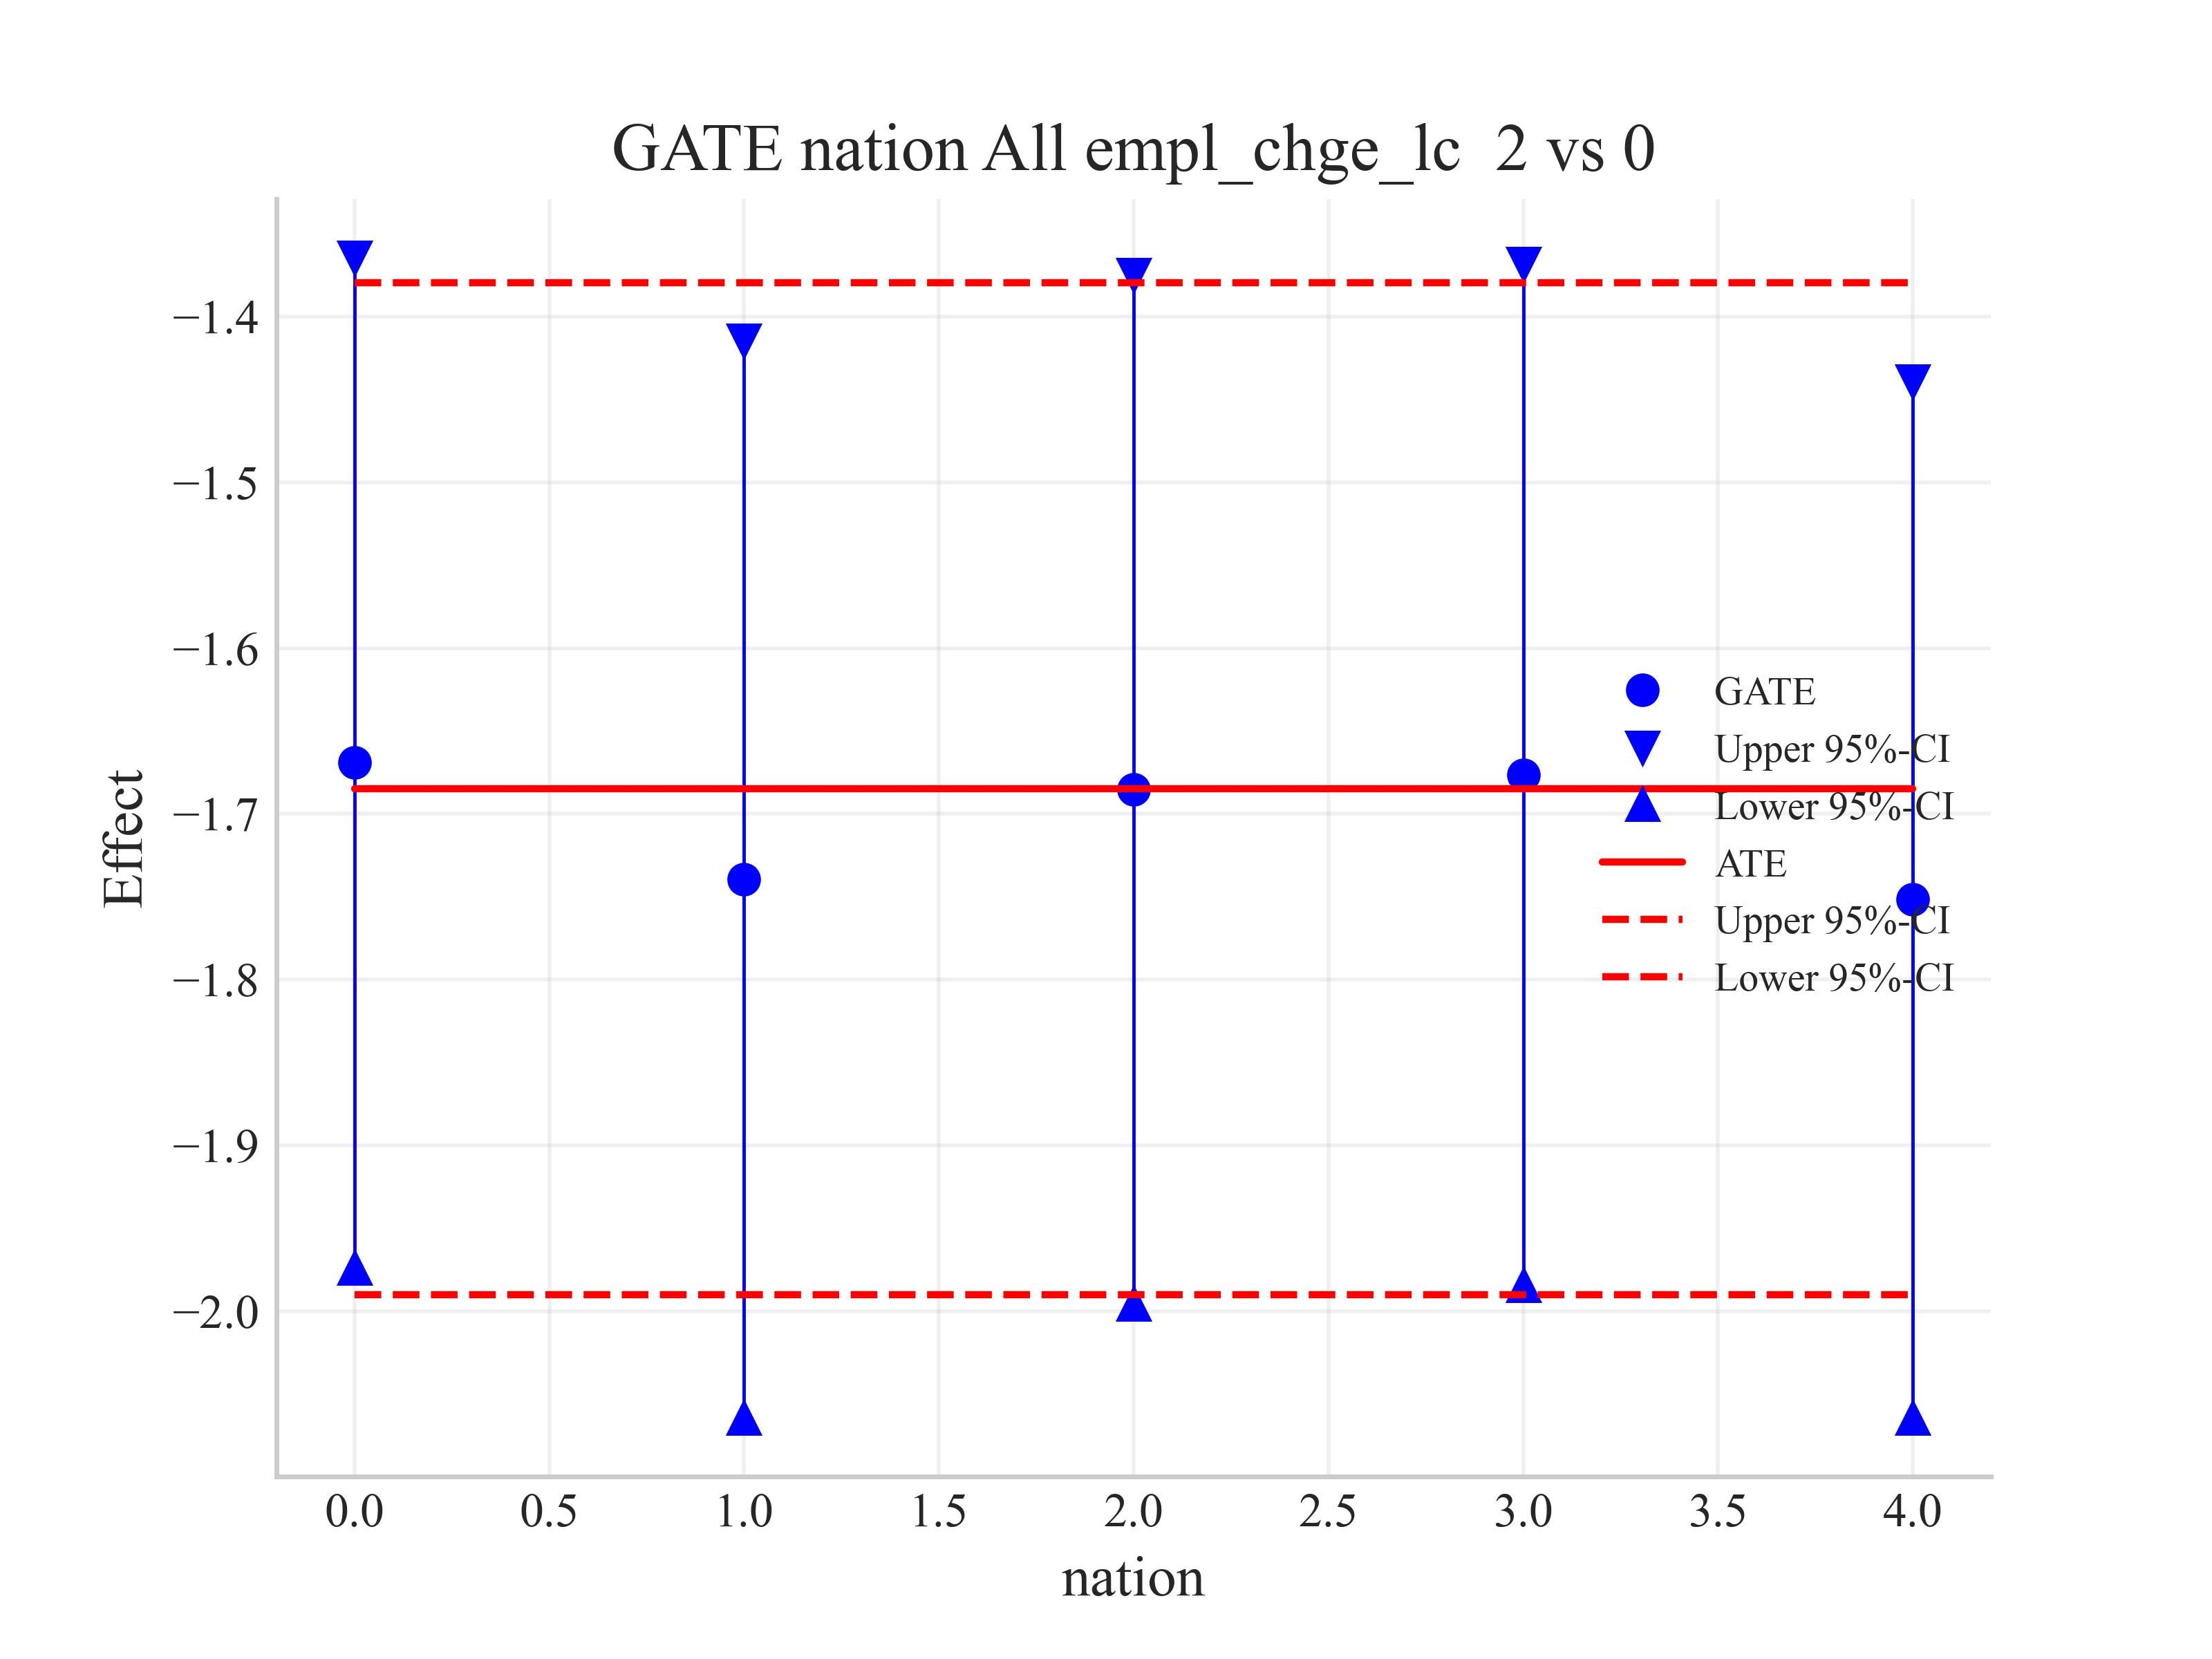 GATE nation All empl_chge_lc  2 vs 0
Effect
−1.4
−1.5
−1.6
−1.7
−1.8
−1.9
−2.0
GATE
Upper 95%-CI
Lower 95%-CI
ATE
Upper 95%-CI
Lower 95%-CI
0.0 0.5 1.0 1.5 2.0 2.5 3.0 3.5 4.0
nation